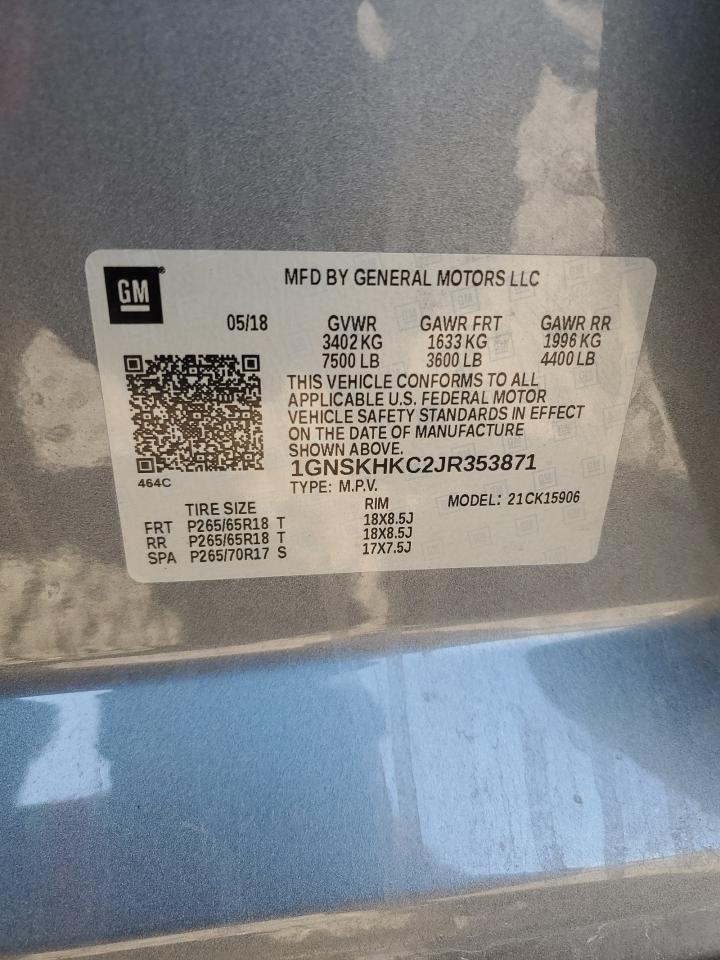 GM
MFD BY GENERAL MOTORS LLC
05/18 GVWR GAWR FRT GAWR RR
3402 KG 1633 KG 1996 KG
7500 LB 3600 LB 4400 LB
THIS VEHICLE CONFORMS TO ALL
APPLICABLE U.S. FEDERAL MOTOR
VEHICLE SAFETY STANDARDS IN EFFECT
ON THE DATE OF MANUFACTURE
SHOWN ABOVE.
1GNSKHKC2JR353871
464C
TYPE: M.P.V.
MODEL: 21CK15906
TIRE SIZE RIM
FRT P265/65R18 T 18X8.5J
RR P265/65R18 T 18X8.5J
SPA P265/70R17 S 17X7.5J